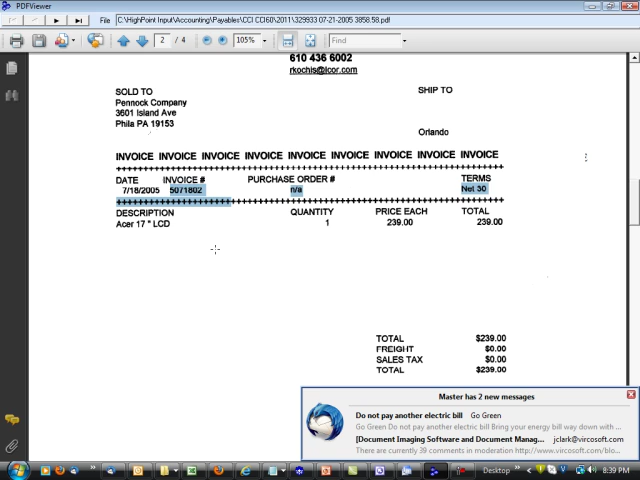 PDFViewer
File C:\HighPoint Input\Accounting\Payables\CCI CCI60\2011\329933 07-21-2005 3858.58.pdf
2 / 4 105% Find
610 436 6002
rkochis@lcor.com
SOLD TO SHIP TO
Pennock Company
3601 Island Ave
Phila PA 19153
Orlando
INVOICE INVOICE INVOICE INVOICE INVOICE INVOICE INVOICE INVOICE INVOICE
DATE INVOICE # PURCHASE ORDER # TERMS
7/18/2005 5071802 n/a Net 30
DESCRIPTION QUANTITY PRICE EACH TOTAL
Acer 17 " LCD 1 239.00 239.00
TOTAL $239.00
FREIGHT $0.00
SALES TAX $0.00
TOTAL $239.00
Master has 2 new messages
Do not pay another electric bill Go Green
Go Green Do not pay another electric bill Bring your energy bill way down with ...
[Document Imaging Software and Document Manag... jclark@vircosoft.com
There are currently 39 comments in moderation http://www.vircosoft.com/blo...
Desktop » 8:39 PM